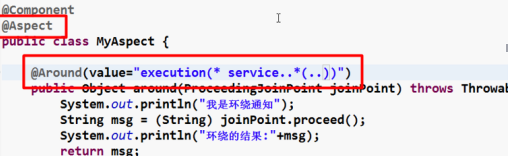 @Component
@Aspect
public class MyAspect {
@Around(value="execution(* service..*(..))")
public Object around(ProceedingJoinPoint joinPoint) throws Throwab
System.out.println("我是环绕通知");
String msg = (String) joinPoint.proceed();
System.out.println("环绕的结果:"+msg);
return msg;